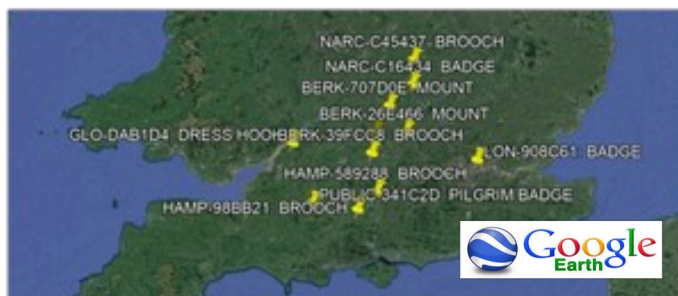 NARC-C45437 BROOCH
NARC-C16434 BADGE
BERK-707D0E MOUNT
BERK-26E466 MOUNT
GLO-DAB1D4 DRESS HOOK
BERK-39FCC8 BROOCH
LON-908C61 BADGE
HAMP-589288 BROOCH
PUBLIC-341C2D PILGRIM BADGE
HAMP-98BB21 BROOCH
Google
Earth